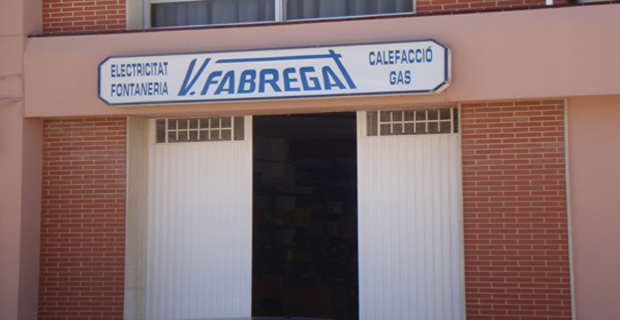 ELECTRICITAT
FONTANERIA
V. FABREGAT
CALEFACCIÓ
GAS